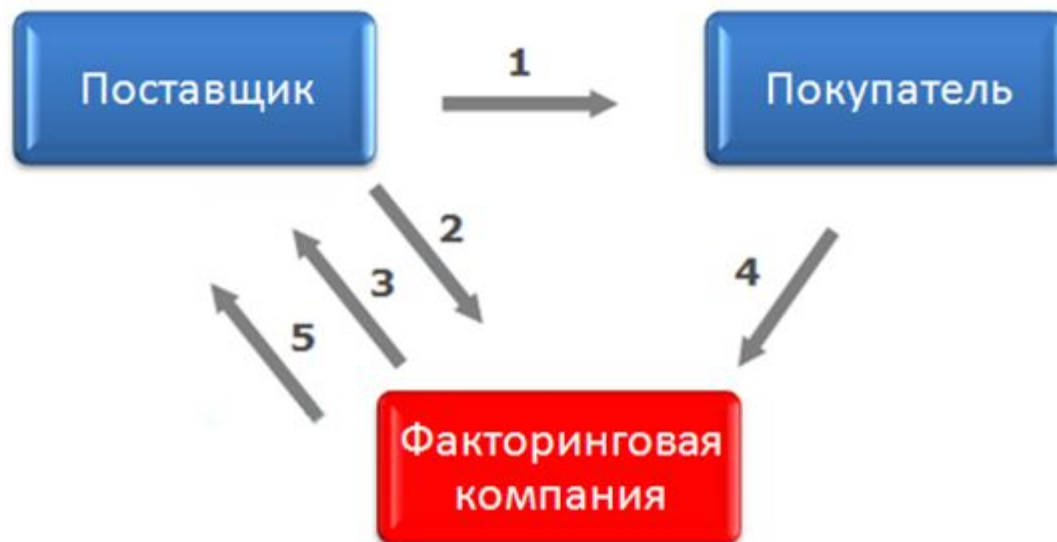 Поставщик
1
Покупатель
2
3
4
5
Факторинговая
компания